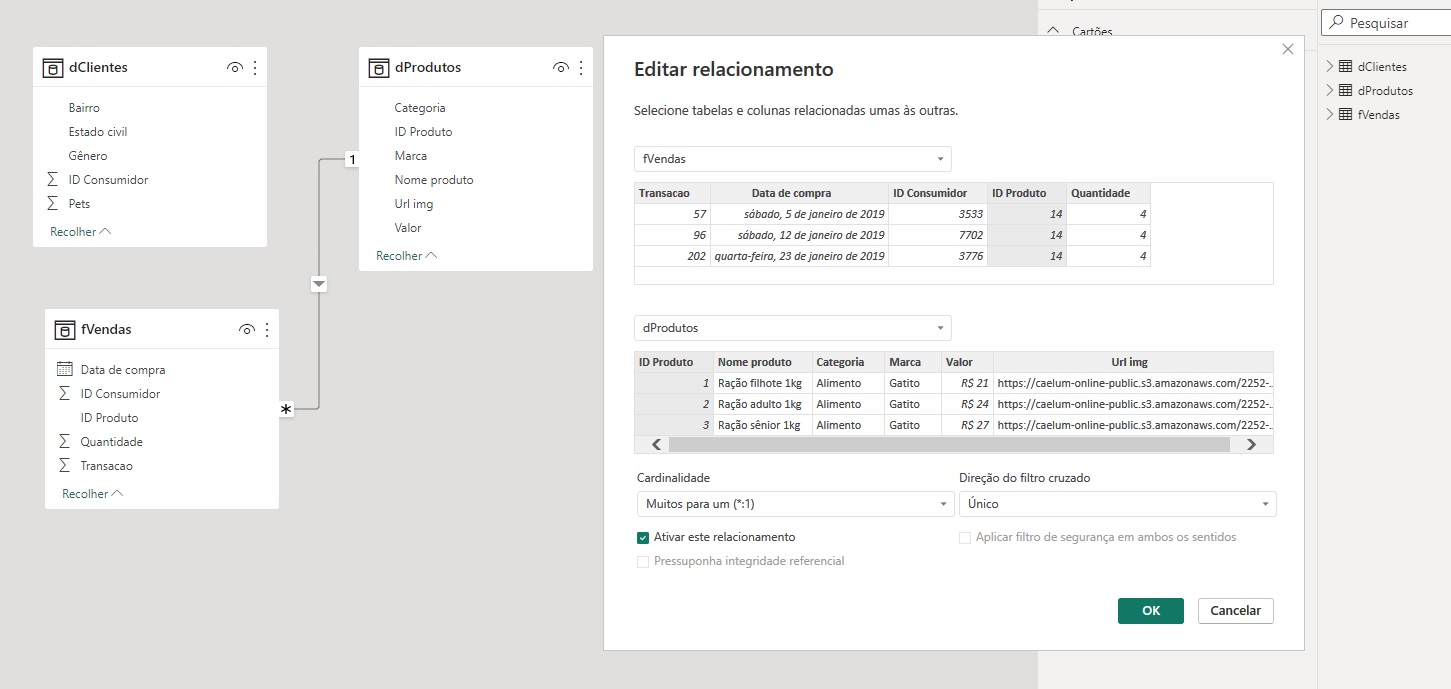 dClientes
Bairro
Estado civil
Gênero
ID Consumidor
Pets
Recolher
dProdutos
Categoria
ID Produto
Marca
Nome produto
Url img
Valor
Recolher
1
*
fVendas
Data de compra
ID Consumidor
ID Produto
Quantidade
Transacao
Recolher
Editar relacionamento
Selecione tabelas e colunas relacionadas umas às outras.
fVendas
Transacao Data de compra ID Consumidor ID Produto Quantidade
57 sábado, 5 de janeiro de 2019 3533 14 4
96 sábado, 12 de janeiro de 2019 7702 14 4
202 quarta-feira, 23 de janeiro de 2019 3776 14 4
dProdutos
ID Produto Nome produto Categoria Marca Valor Url img
1 Ração filhote 1kg Alimento Gatito R$ 21 https://caelum-online-public.s3.amazonaws.com/2252-...
2 Ração adulto 1kg Alimento Gatito R$ 24 https://caelum-online-public.s3.amazonaws.com/2252-...
3 Ração sênior 1kg Alimento Gatito R$ 27 https://caelum-online-public.s3.amazonaws.com/2252-...
Cardinalidade
Muitos para um (*:1)
Direção do filtro cruzado
Único
Ativar este relacionamento
Aplicar filtro de segurança em ambos os sentidos
Pressuponha integridade referencial
OK
Cancelar
Cartões
Pesquisar
dClientes
dProdutos
fVendas